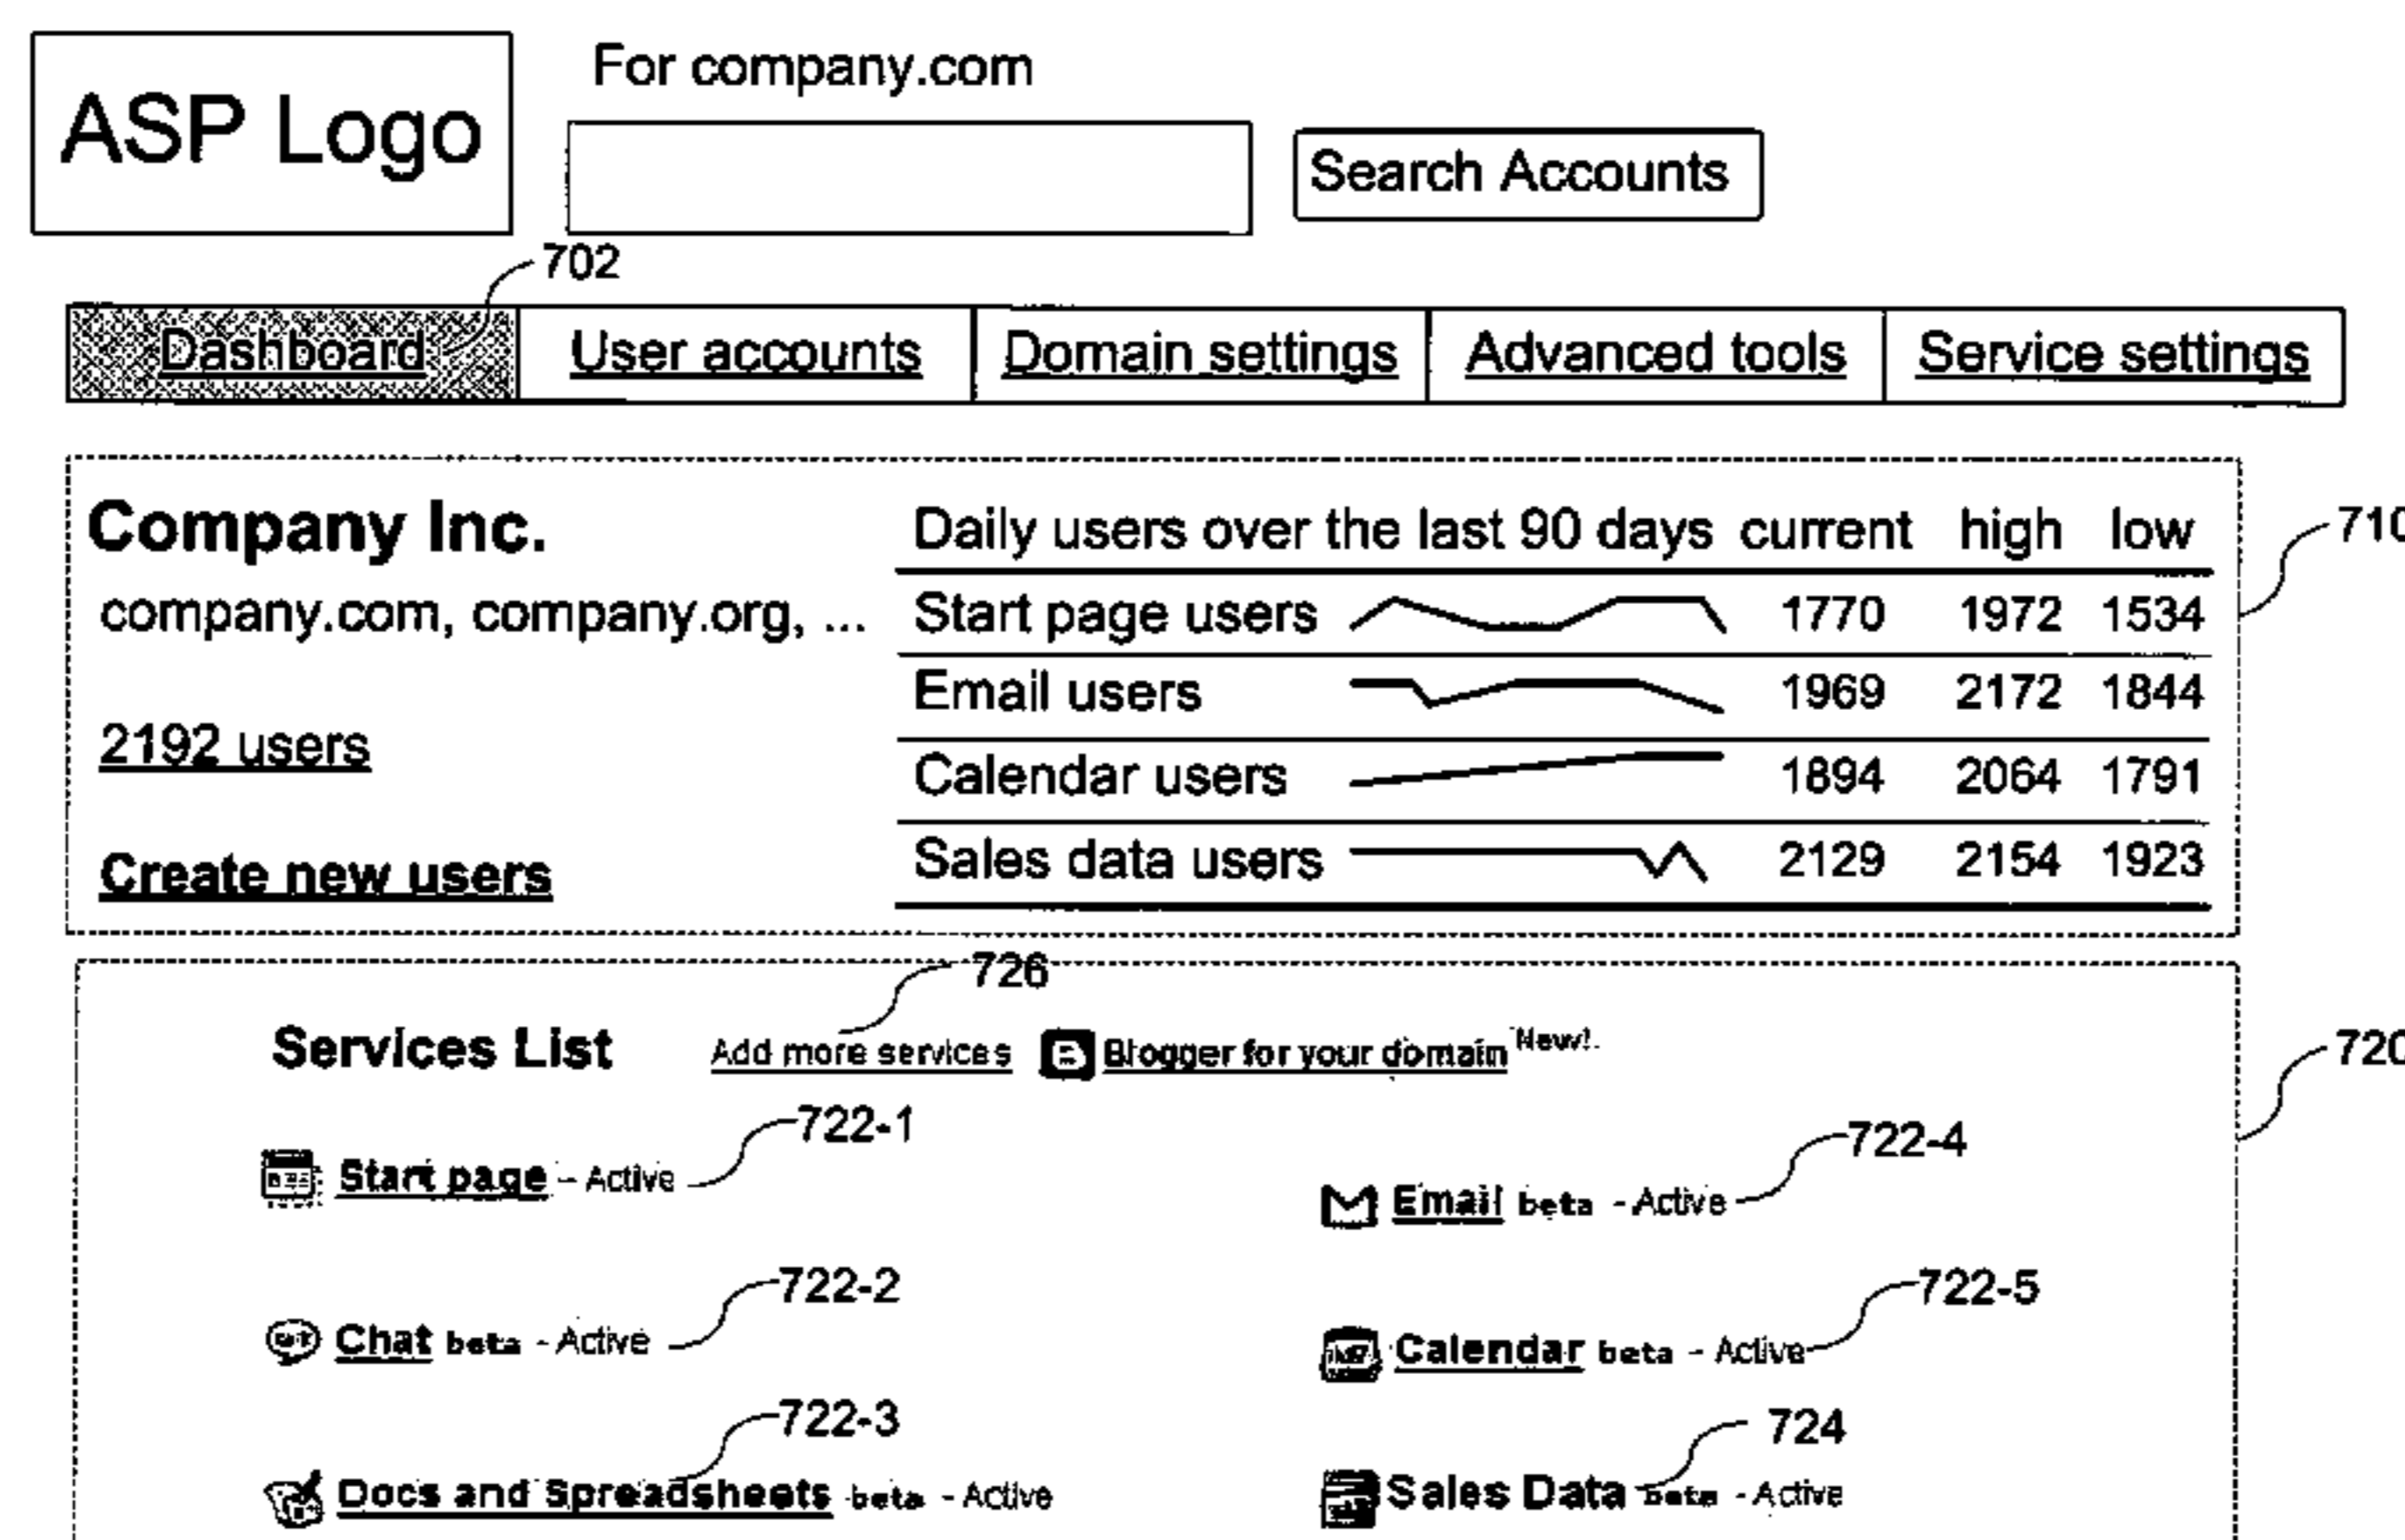 For company.com
ASP Logo
Search Accounts
702
Dashboard User accounts Domain settings Advanced tools Service settings
Company Inc. Daily users over the last 90 days current high low
710
company.com, company.org, ... Start page users 1770 1972 1534
Email users 1969 2172 1844
2192 users
Calendar users 1894 2064 1791
Create new users Sales data users 2129 2154 1923
726
Services List Add more services Blogger for your domain New!
720
722-1
722-4
Start page - Active
Email beta - Active
722-2
722-5
Chat beta - Active
Calendar beta - Active
722-3
724
Docs and Spreadsheets beta - Active
Sales Data beta - Active